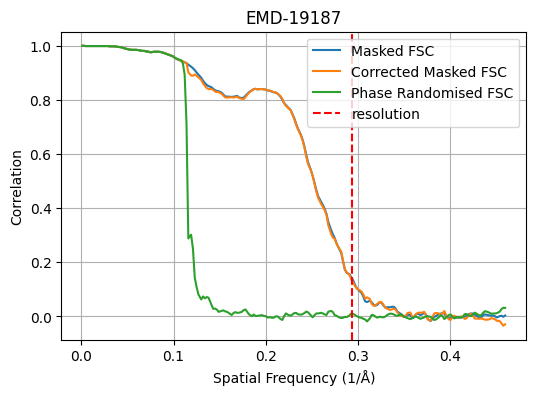 EMD-19187
Masked FSC
Corrected Masked FSC
Phase Randomised FSC
resolution
Correlation
1.0
0.8
0.6
0.4
0.2
0.0
0.0 0.1 0.2 0.3 0.4
Spatial Frequency (1/Å)